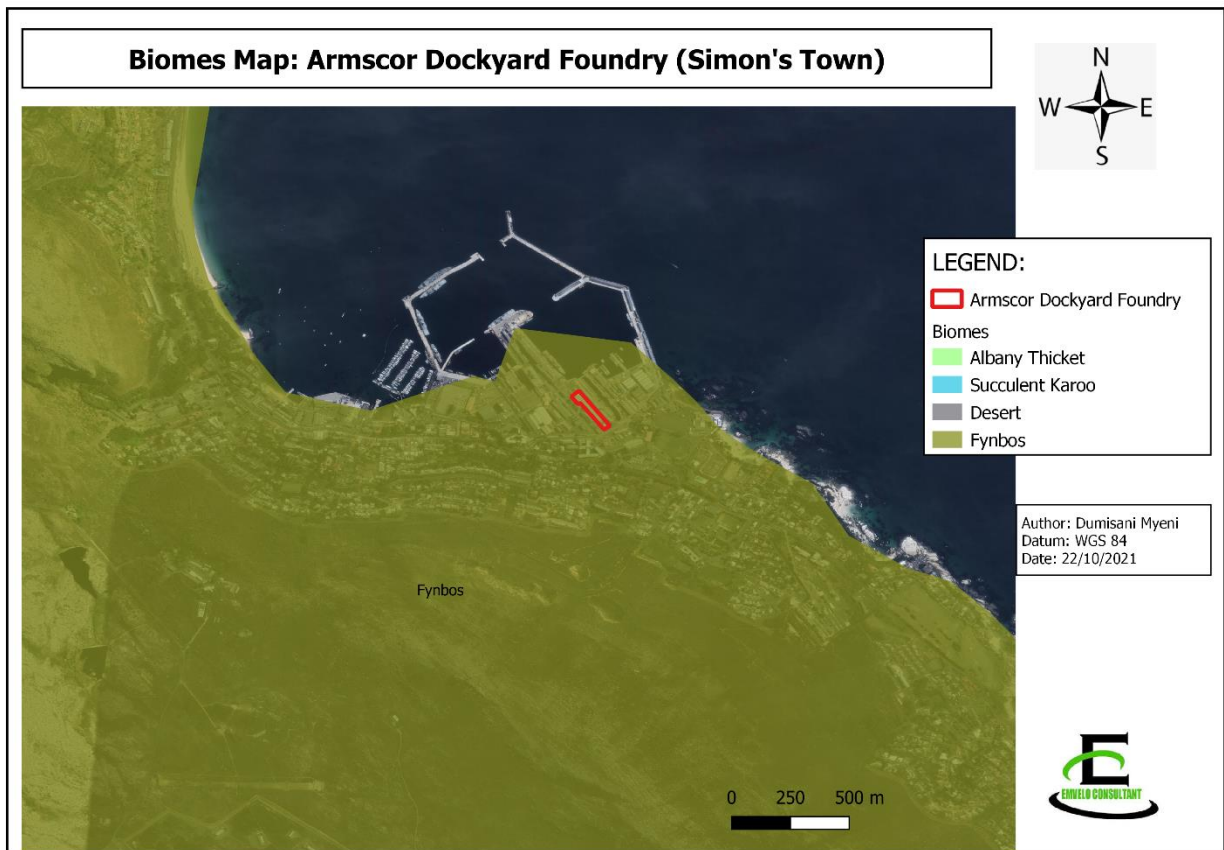 Biomes Map: Armscor Dockyard Foundry (Simon's Town)
N
W E
S
LEGEND:
Armscor Dockyard Foundry
Biomes
Albany Thicket
Succulent Karoo
Desert
Fynbos
Author: Dumisani Myeni
Datum: WGS 84
Date: 22/10/2021
Fynbos
0 250 500 m
E
EMVELO CONSULTANT